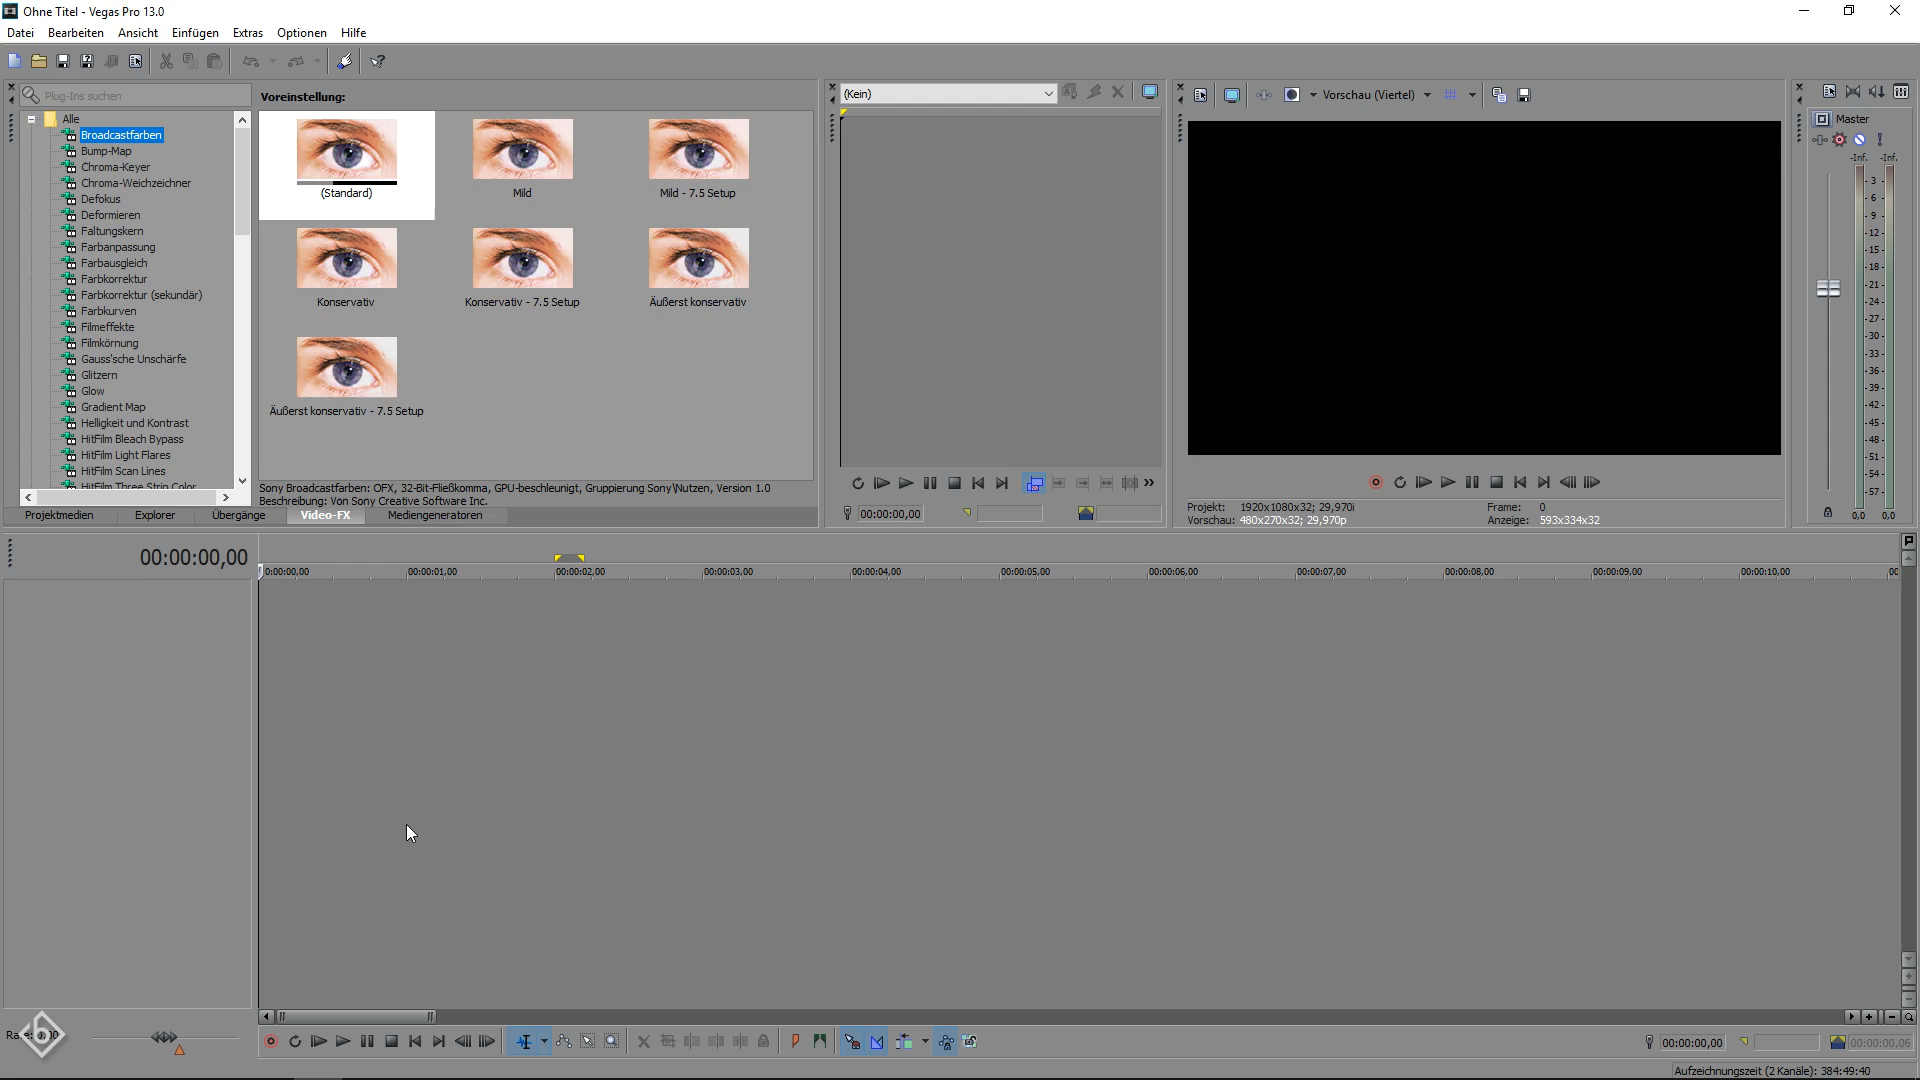 Ohne Titel - Vegas Pro 13.0
Datei Bearbeiten Ansicht Einfügen Extras Optionen Hilfe
Plug-Ins suchen
Alle
Broadcastfarben
Bump-Map
Chroma-Keyer
Chroma-Weichzeichner
Defokus
Deformieren
Faltungskern
Farbanpassung
Farbausgleich
Farbkorrektur
Farbkorrektur (sekundär)
Farbkurven
Filmeffekte
Filmkörnung
Gauss'sche Unschärfe
Glitzern
Glow
Gradient Map
Helligkeit und Kontrast
HitFilm Bleach Bypass
HitFilm Light Flares
HitFilm Scan Lines
HitFilm Three Strip Color
Voreinstellung:
(Standard) Mild Mild - 7.5 Setup
Konservativ Konservativ - 7.5 Setup Äußerst konservativ
Äußerst konservativ - 7.5 Setup
Sony Broadcastfarben: OFX, 32-Bit-Fließkomma, GPU-beschleunigt, Gruppierung Sony\Nutzen, Version 1.0
Beschreibung: Von Sony Creative Software Inc.
Projektmedien Explorer Übergänge Video-FX Mediengeneratoren
(Kein)
00:00:00,00
Vorschau (Viertel)
Projekt: 1920x1080x32; 29,970i Frame: 0
Vorschau: 480x270x32; 29,970p Anzeige: 593x334x32
Master
-Inf. -Inf.
- 3 -
- 6 -
- 9 -
-12-
-15-
-18-
-21-
-24-
-27-
-30-
-33-
-36-
-39-
-42-
-45-
-48-
-51-
-54-
-57-
0,0 0,0
00:00:00,00
0:00:00,00 00:00:01,00 00:00:02,00 00:00:03,00 00:00:04,00 00:00:05,00 00:00:06,00 00:00:07,00 00:00:08,00 00:00:09,00 00:00:10,00 00
00:00:00,00 00:00:00,06
Aufzeichnungszeit (2 Kanäle): 384:49:40